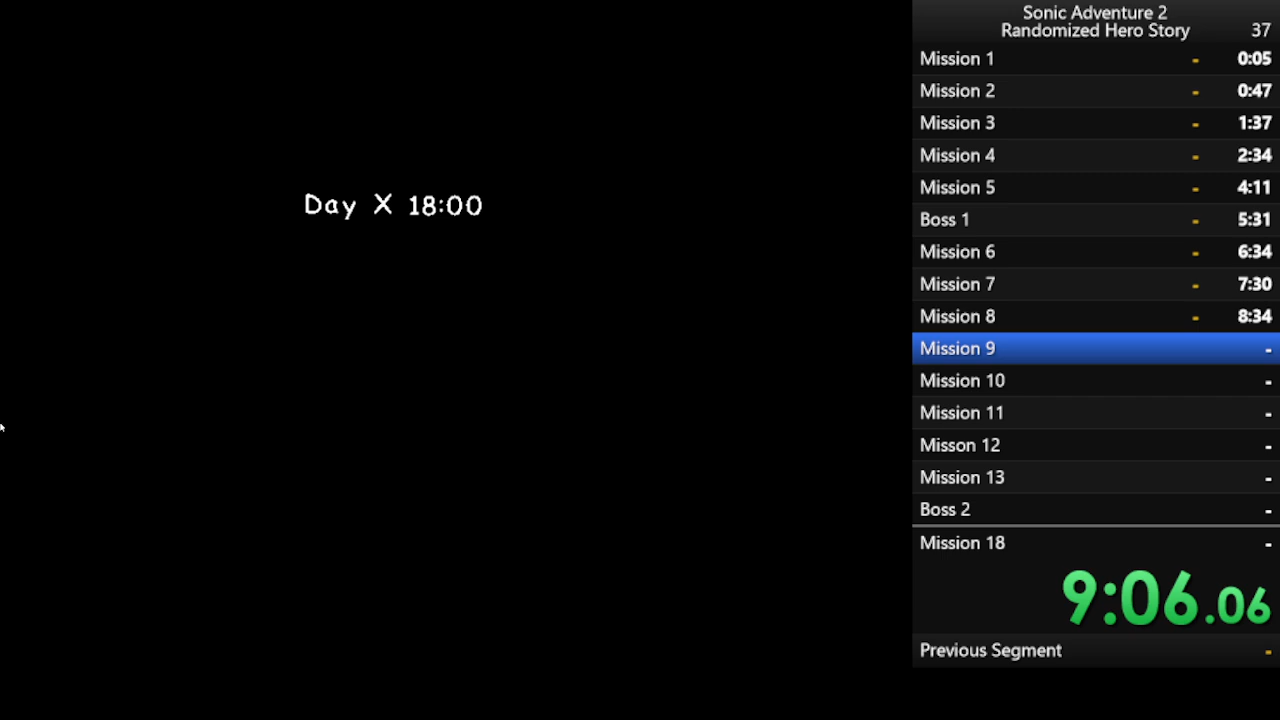 Day X 18:00
Sonic Adventure 2
Randomized Hero Story 37
Mission 1 - 0:05
Mission 2 - 0:47
Mission 3 - 1:37
Mission 4 - 2:34
Mission 5 - 4:11
Boss 1 - 5:31
Mission 6 - 6:34
Mission 7 - 7:30
Mission 8 - 8:34
Mission 9 -
Mission 10 -
Mission 11 -
Misson 12 -
Mission 13 -
Boss 2 -
Mission 18 -
9:06.06
Previous Segment -